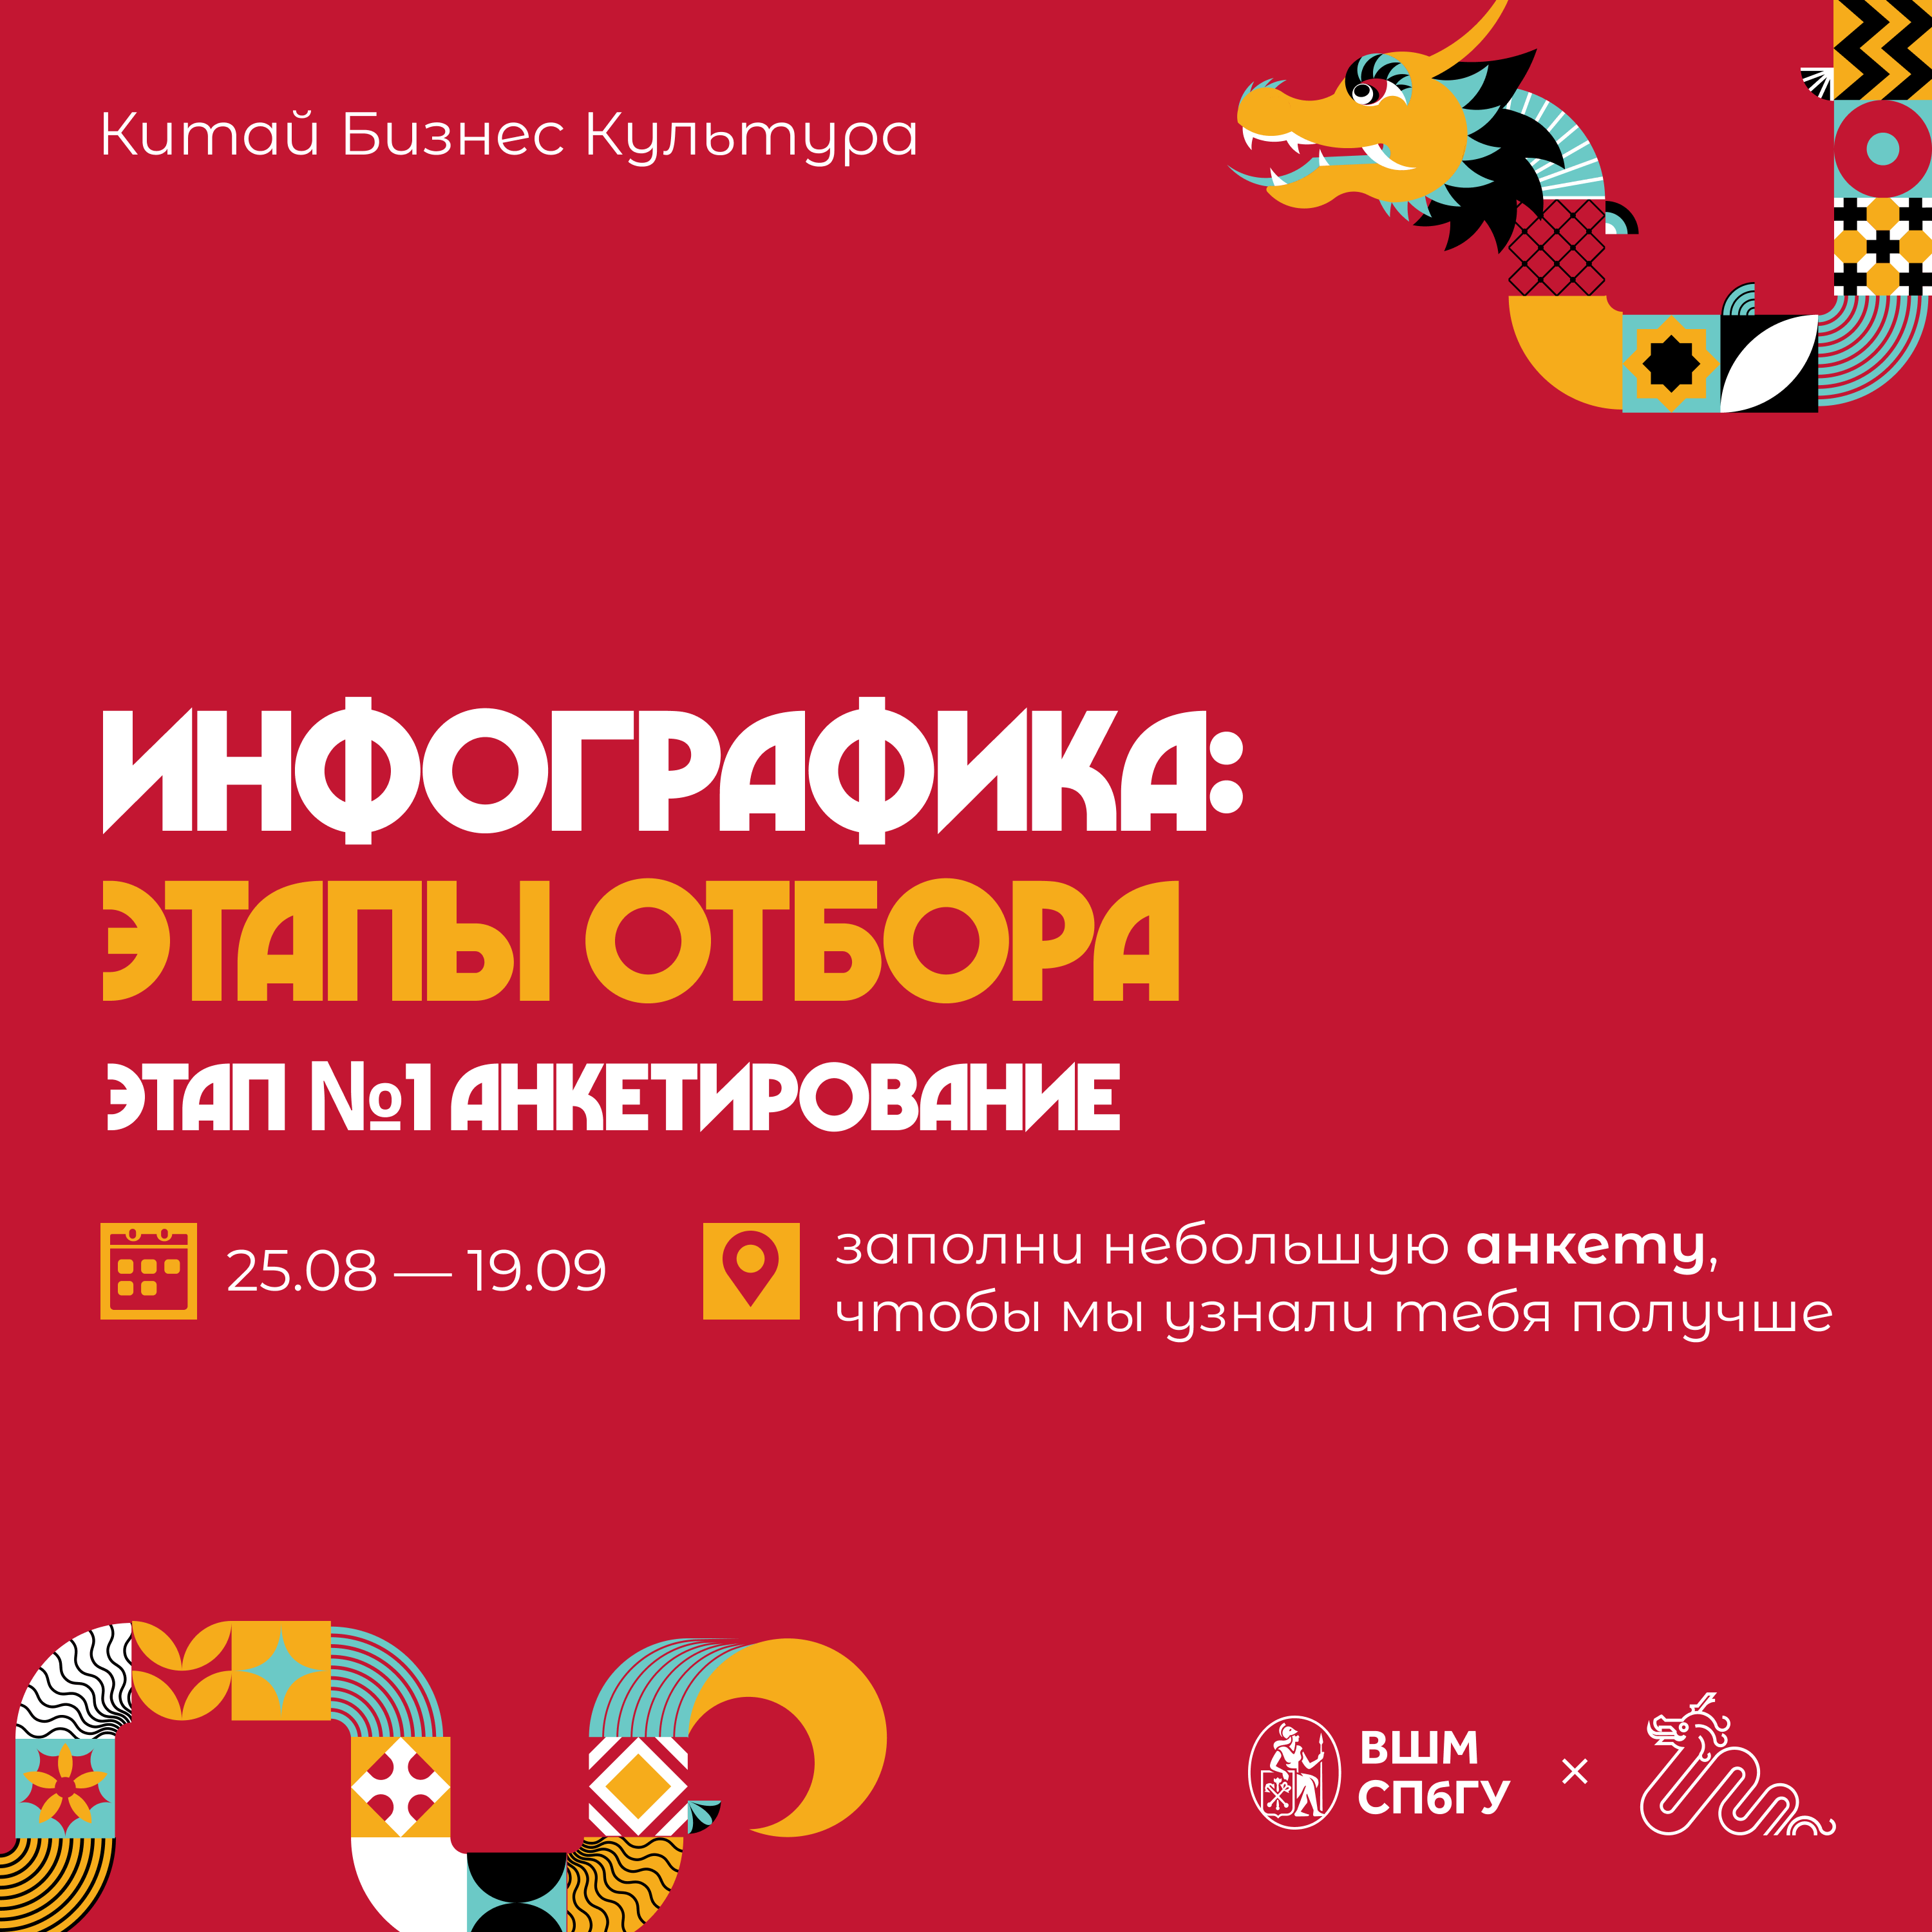 Китай Бизнес Культура
ИНФОГРАФИКА:
ЭТАПЫ ОТБОРА
ЭТАП №1 АНКЕТИРОВАНИЕ
25.08 — 19.09
заполни небольшую анкету,
чтобы мы узнали тебя получше
ВШМ
СПбГУ
×